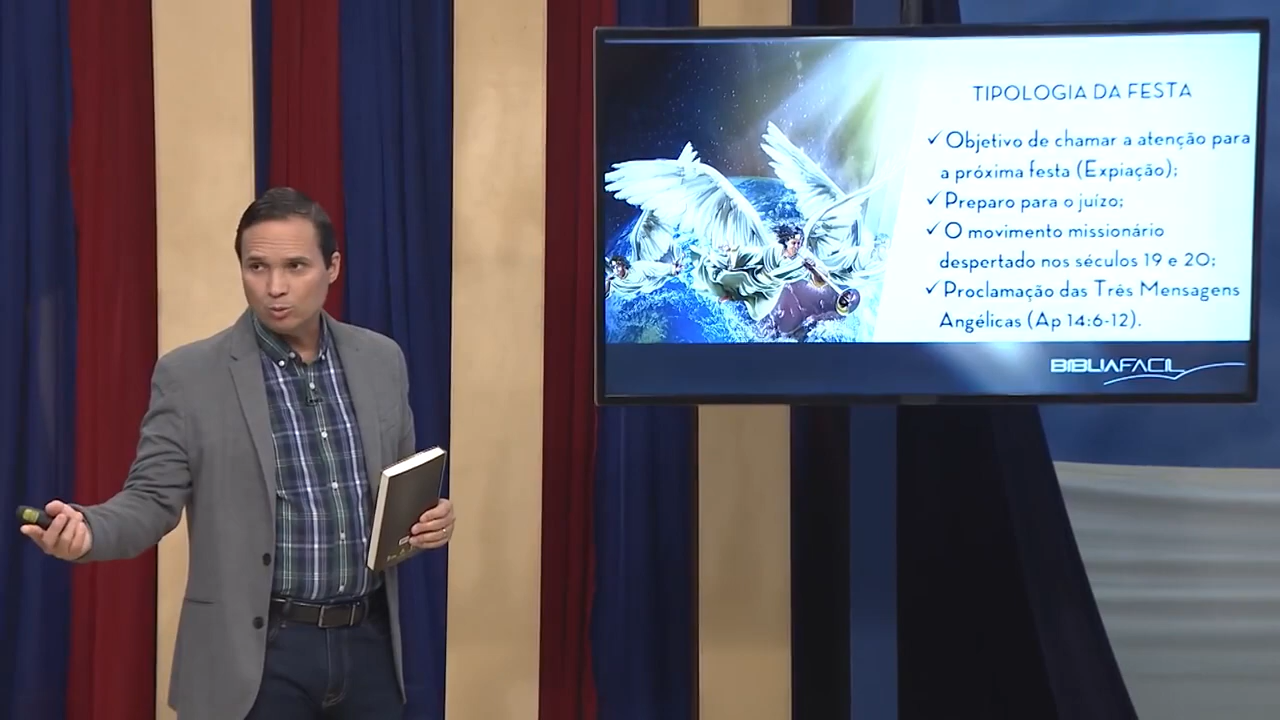 TIPOLOGIA DA FESTA
✓ Objetivo de chamar a atenção para
a próxima festa (Expiação);
✓ Preparo para o juízo;
✓ O movimento missionário
despertado nos séculos 19 e 20;
✓ Proclamação das Três Mensagens
Angélicas (Ap 14:6-12).
BIBLIAFACIL